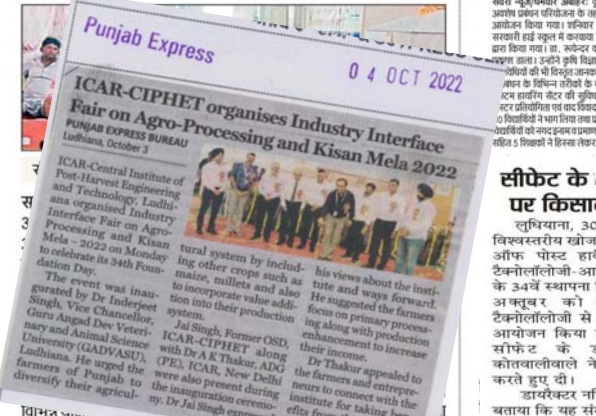 Punjab Express
04 OCT 2022
ICAR-CIPHET organises Industry Interface
Fair on Agro-Processing and Kisan Mela 2022
PUNJAB EXPRESS BUREAU
Ludhiana, October 3
ICAR-Central Institute of
Post-Harvest Engineering
and Technology, Ludhi-
ana organised Industry
Interface Fair on Agro-
Processing and Kisan
Mela – 2022 on Monday
to celebrate its 34th Foun-
dation Day.
The event was inau-
gurated by Dr Inderjeet
Singh, Vice Chancellor,
Guru Angad Dev Veteri-
nary and Animal Science
University (GADVASU),
Ludhiana. He urged the
farmers of Punjab to
diversify their agricul-
tural system by includ-
ing other crops such as
maize, millets and also
to incorporate value addi-
tion into their production
system.
Jai Singh, Former OSD,
ICAR-CIPHET along
with Dr A K Thakur, ADG
(PE), ICAR, New Delhi
were also present during
the inauguration ceremo-
ny. Dr Jai Singh
his views about the insti-
tute and ways forward.
He suggested the farmers
focus on primary process-
ing along with production
enhancement to increase
their income.
Dr Thakur appealed to
the farmers and entrepre-
neurs to connect with the
institute for taking
सीफेट के
पर किसा
लुधियाना, 30
विश्वस्तरीय खोज
ऑफ पोस्ट हार्वे
टैक्नोलॉलोजी-आ
के 34वें स्थापना
अक्तूबर को
टैक्नोलॉलोजी से
आयोजन किया
सीफेट के ड
कोतवालीवाले ने
करते हुए दी।
डायरैक्टर नचि
बताया कि यह सं